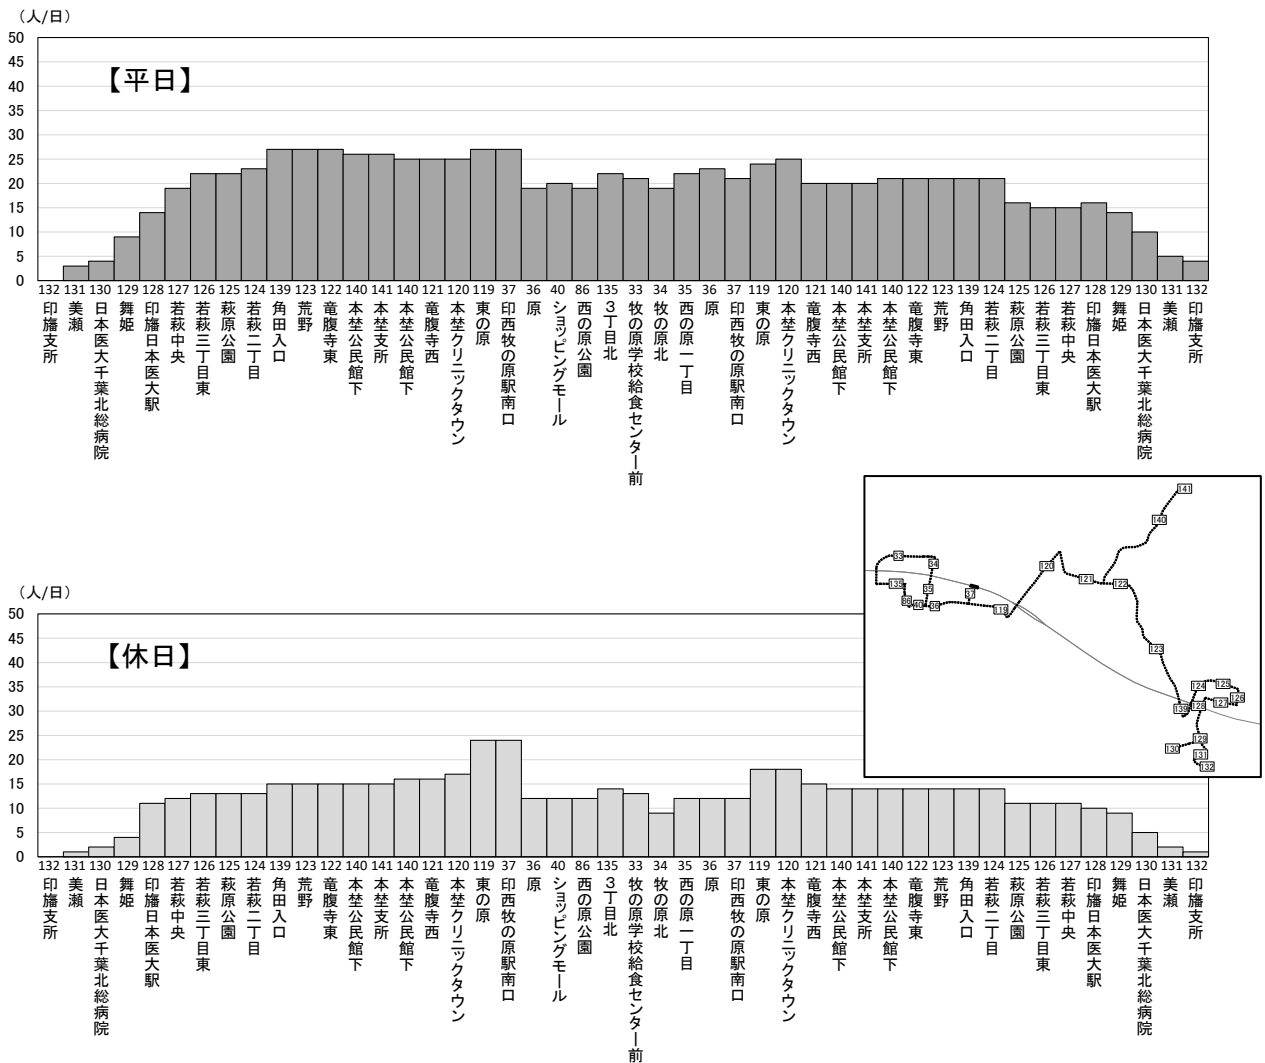 （人/日）
【平日】
50
45
40
35
30
25
20
15
10
5
0
132 131 130 129 128 127 126 125 124 139 123 122 140 141 140 121 120 119 37 36 40 86 135 33 34 35 36 37 119 120 121 140 141 140 122 123 139 124 125 126 127 128 129 130 131 132
印旛支所
美瀬
日本医大千葉北総病院
舞姫
印旛日本医大駅
若萩中央
若萩三丁目東
萩原公園
若萩二丁目
角田入口
荒野
竜腹寺東
本埜公民館下
本埜支所
本埜公民館下
竜腹寺西
本埜クリニックタウン
東の原
印西牧の原駅南口
原
ショッピングモール
西の原公園
３丁目北
牧の原学校給食センター前
牧の原北
西の原一丁目
原
印西牧の原駅南口
東の原
本埜クリニックタウン
竜腹寺西
本埜公民館下
本埜支所
本埜公民館下
竜腹寺東
荒野
角田入口
若萩二丁目
萩原公園
若萩三丁目東
若萩中央
印旛日本医大駅
舞姫
日本医大千葉北総病院
美瀬
印旛支所
141
140
33
34
120
135
35
121
122
86
40
36
37
119
123
124
125
126
127
139
128
129
130
131
132
（人/日）
【休日】
50
45
40
35
30
25
20
15
10
5
0
132 131 130 129 128 127 126 125 124 139 123 122 140 141 140 121 120 119 37 36 40 86 135 33 34 35 36 37 119 120 121 140 141 140 122 123 139 124 125 126 127 128 129 130 131 132
印旛支所
美瀬
日本医大千葉北総病院
舞姫
印旛日本医大駅
若萩中央
若萩三丁目東
萩原公園
若萩二丁目
角田入口
荒野
竜腹寺東
本埜公民館下
本埜支所
本埜公民館下
竜腹寺西
本埜クリニックタウン
東の原
印西牧の原駅南口
原
ショッピングモール
西の原公園
３丁目北
牧の原学校給食センター前
牧の原北
西の原一丁目
原
印西牧の原駅南口
東の原
本埜クリニックタウン
竜腹寺西
本埜公民館下
本埜支所
本埜公民館下
竜腹寺東
荒野
角田入口
若萩二丁目
萩原公園
若萩三丁目東
若萩中央
印旛日本医大駅
舞姫
日本医大千葉北総病院
美瀬
印旛支所